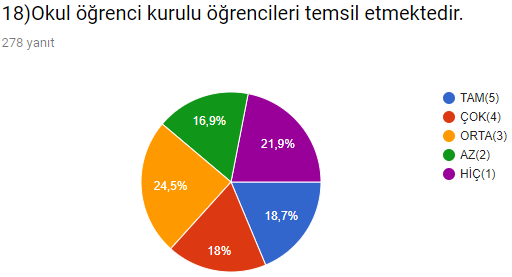 18)Okul öğrenci kurulu öğrencileri temsil etmektedir.
278 yanıt
16,9%
21,9%
24,5%
18,7%
18%
TAM(5)
ÇOK(4)
ORTA(3)
AZ(2)
HİÇ(1)